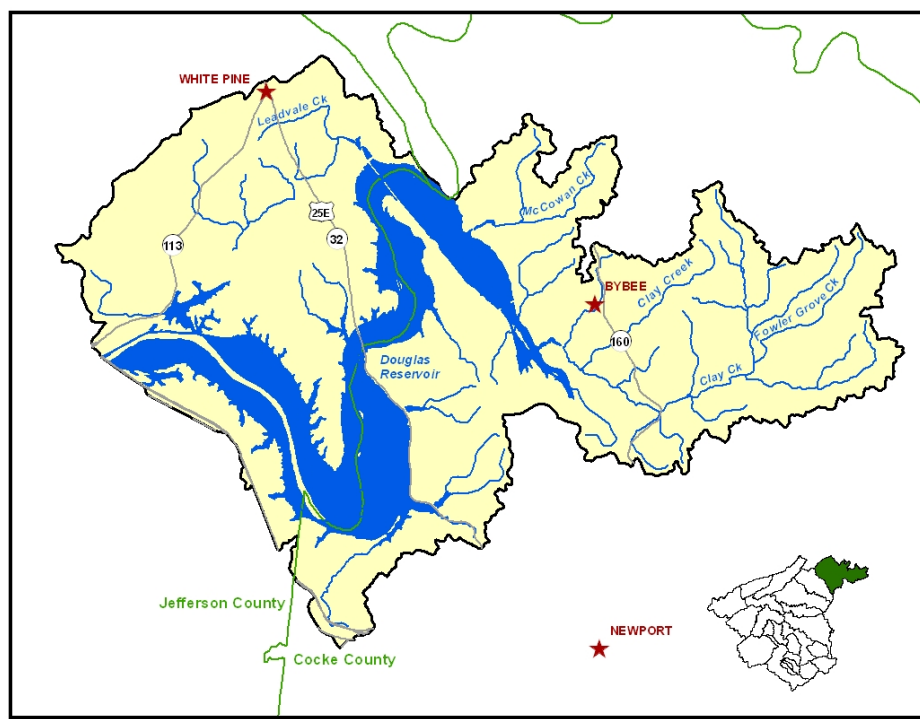 WHITE PINE
Leadvale Ck
McCowan Ck
25E
113
32
BYBEE
Clay Creek
Fowler Grove Ck
160
Douglas
Reservoir
Clay Ck
Jefferson County
Cocke County
NEWPORT